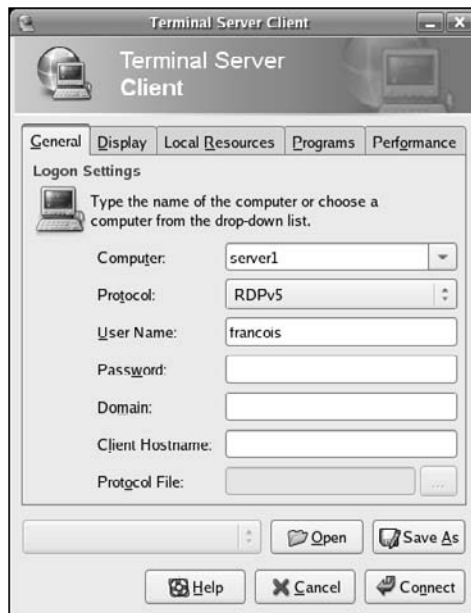 Terminal Server Client
Terminal Server
Client
General Display Local Resources Programs Performance
Logon Settings
Type the name of the computer or choose a
computer from the drop-down list.
Computer: server1
Protocol: RDPv5
User Name: francois
Password:
Domain:
Client Hostname:
Protocol File: ...
Open Save As
Help Cancel Connect